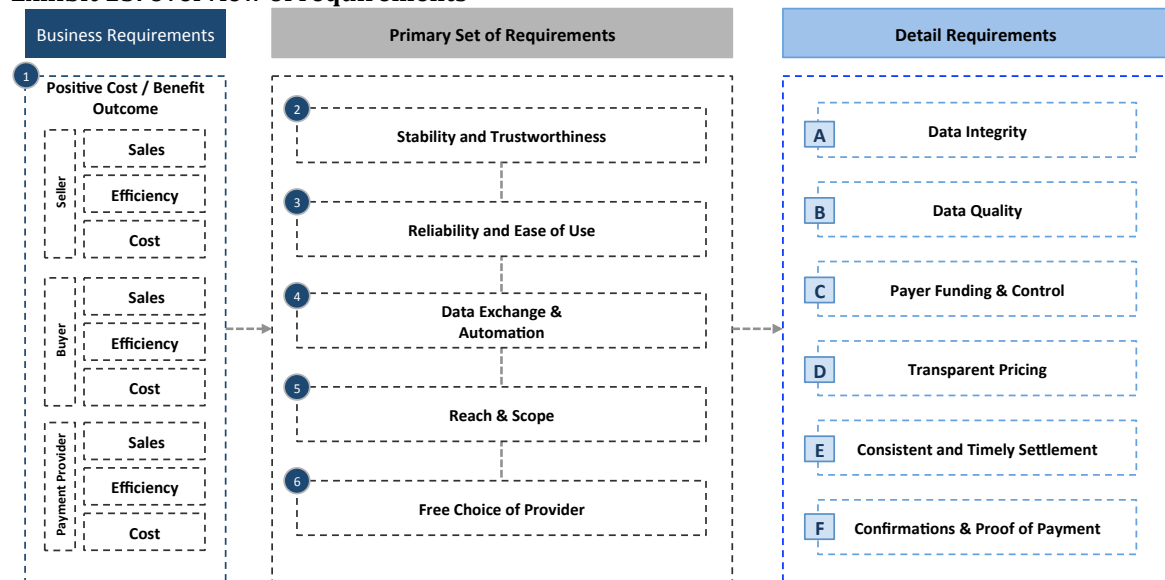 Business Requirements
Primary Set of Requirements
Detail Requirements
1
Positive Cost / Benefit
Outcome
Seller
Sales
Efficiency
Cost
Buyer
Sales
Efficiency
Cost
Payment Provider
Sales
Efficiency
Cost
2
Stability and Trustworthiness
3
Reliability and Ease of Use
4
Data Exchange &
Automation
5
Reach & Scope
6
Free Choice of Provider
A
Data Integrity
B
Data Quality
C
Payer Funding & Control
D
Transparent Pricing
E
Consistent and Timely Settlement
F
Confirmations & Proof of Payment